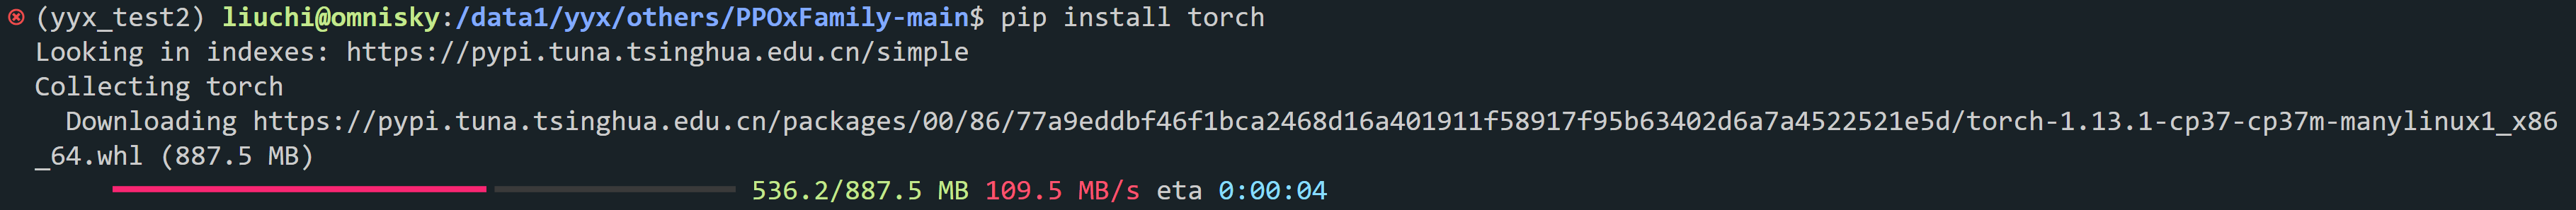 (yyx_test2) liuchi@omnisky:/data1/yyx/others/PPOxFamily-main$ pip install torch
Looking in indexes: https://pypi.tuna.tsinghua.edu.cn/simple
Collecting torch
Downloading https://pypi.tuna.tsinghua.edu.cn/packages/00/86/77a9eddbf46f1bca2468d16a401911f58917f95b63402d6a7a4522521e5d/torch-1.13.1-cp37-cp37m-manylinux1_x86
_64.whl (887.5 MB)
536.2/887.5 MB 109.5 MB/s eta 0:00:04